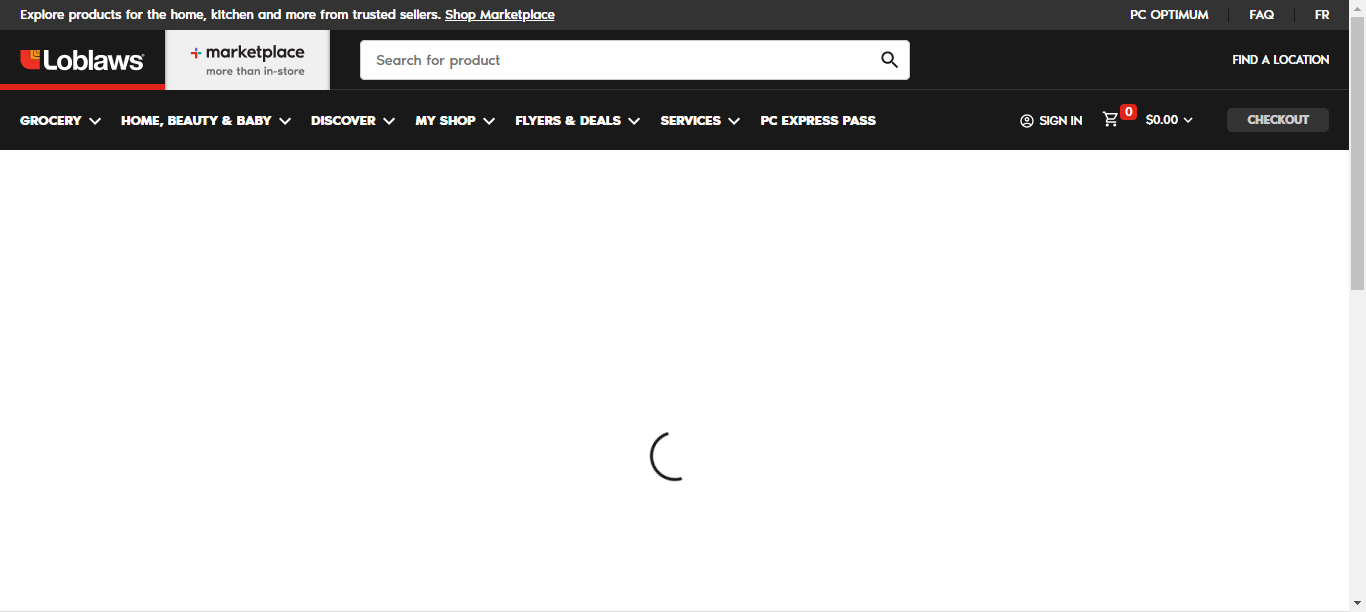 Explore products for the home, kitchen and more from trusted sellers. Shop Marketplace
PC OPTIMUM
FAQ
FR
Loblaws
marketplace
more than in-store
Search for product
FIND A LOCATION
GROCERY
HOME, BEAUTY & BABY
DISCOVER
MY SHOP
FLYERS & DEALS
SERVICES
PC EXPRESS PASS
SIGN IN
0
$0.00
CHECKOUT